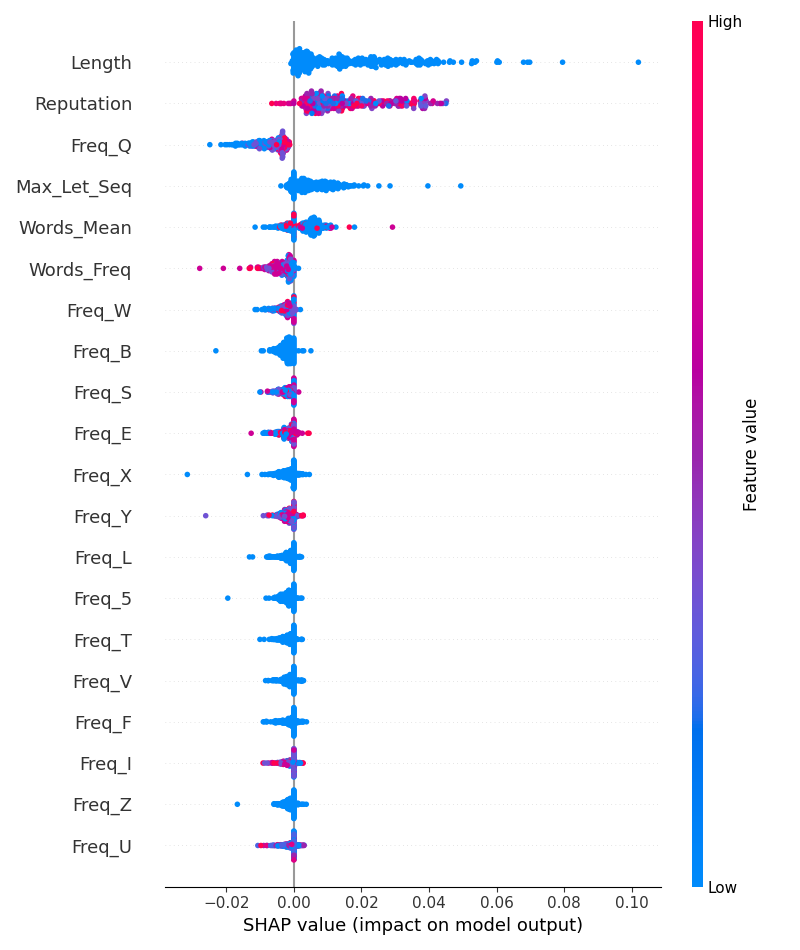 High
Length
Reputation
Freq_Q
Max_Let_Seq
Words_Mean
Words_Freq
Freq_W
Freq_B
Freq_S
Freq_E
Freq_X
Freq_Y
Freq_L
Freq_5
Freq_T
Freq_V
Freq_F
Freq_I
Freq_Z
Freq_U
Feature value
Low
−0.02 0.00 0.02 0.04 0.06 0.08 0.10
SHAP value (impact on model output)